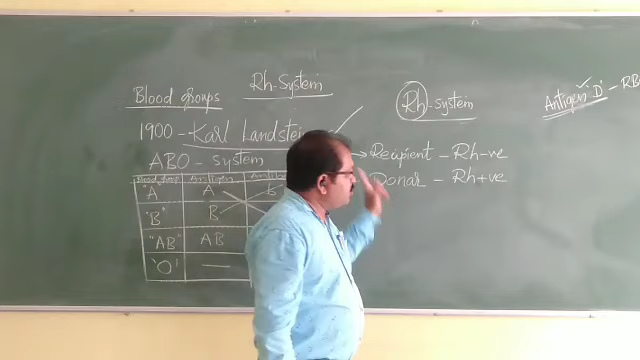 Rh-System
Blood groups
1900 - Karl Landstei
ABO - System
Blood group Antigen
"A" A
"B" B
"AB" AB
"O" —
Rh-system
Recipient - Rh-ve
Donar - Rh+ve
Antigen 'D' - RB